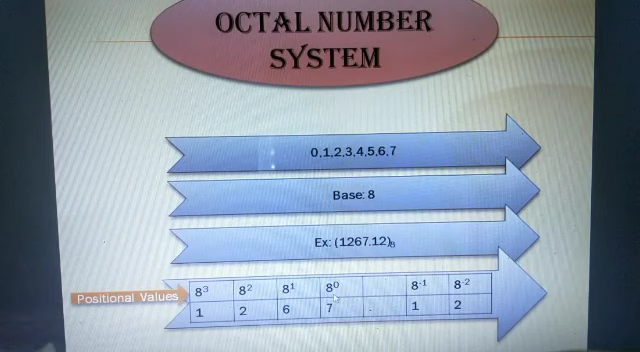 OCTAL NUMBER
SYSTEM
0,1,2,3,4,5,6,7
Base: 8
Ex: (1267.12)₈
Positional Values
8³ 8² 8¹ 8⁰ 8⁻¹ 8⁻²
1 2 6 7 . 1 2